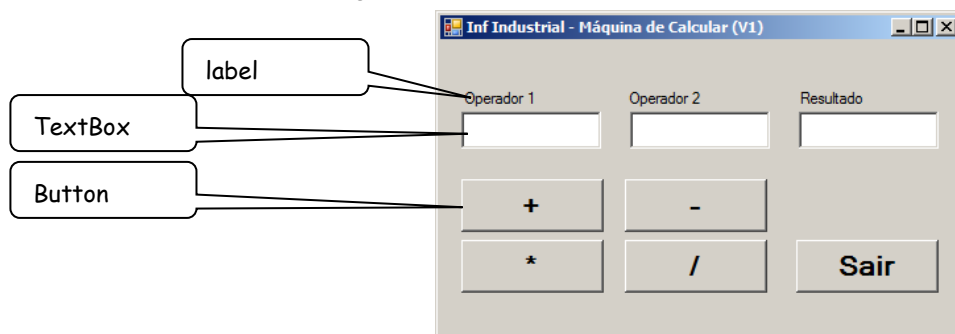 Inf Industrial - Máquina de Calcular (V1)
label
Operador 1 Operador 2 Resultado
TextBox
Button
+ -
* / Sair